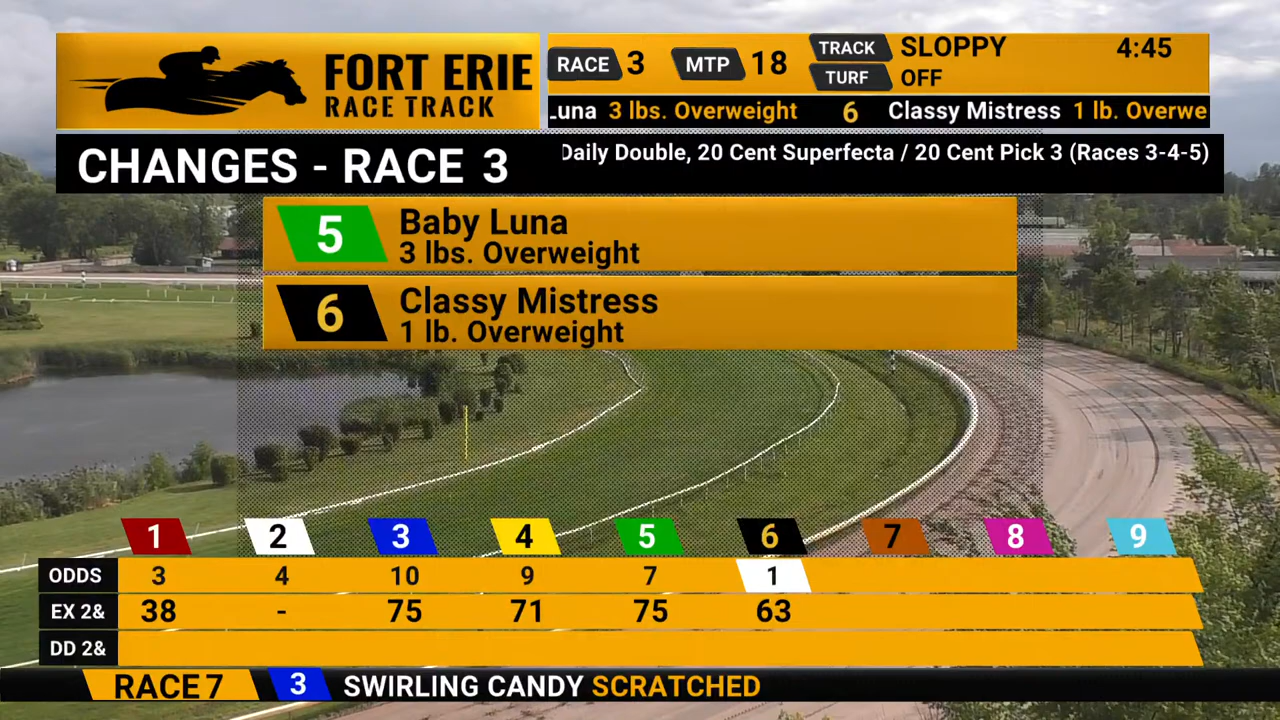 FORT ERIE
RACE TRACK
RACE 3 MTP 18 TRACK SLOPPY 4:45
TURF OFF
Luna 3 lbs. Overweight 6 Classy Mistress 1 lb. Overwe
CHANGES - RACE 3
Daily Double, 20 Cent Superfecta / 20 Cent Pick 3 (Races 3-4-5)
5 Baby Luna
3 lbs. Overweight
6 Classy Mistress
1 lb. Overweight
1 2 3 4 5 6 7 8 9
ODDS 3 4 10 9 7 1
EX 2& 38 - 75 71 75 63
DD 2&
RACE 7 3 SWIRLING CANDY SCRATCHED